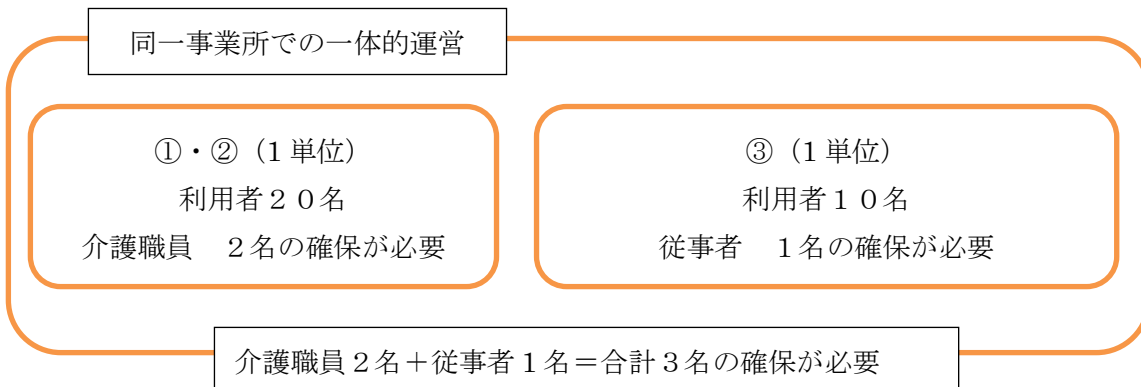 同一事業所での一体的運営
①・②（1単位）
利用者２０名
介護職員　２名の確保が必要
③（1単位）
利用者１０名
従事者　１名の確保が必要
介護職員２名＋従事者１名＝合計３名の確保が必要